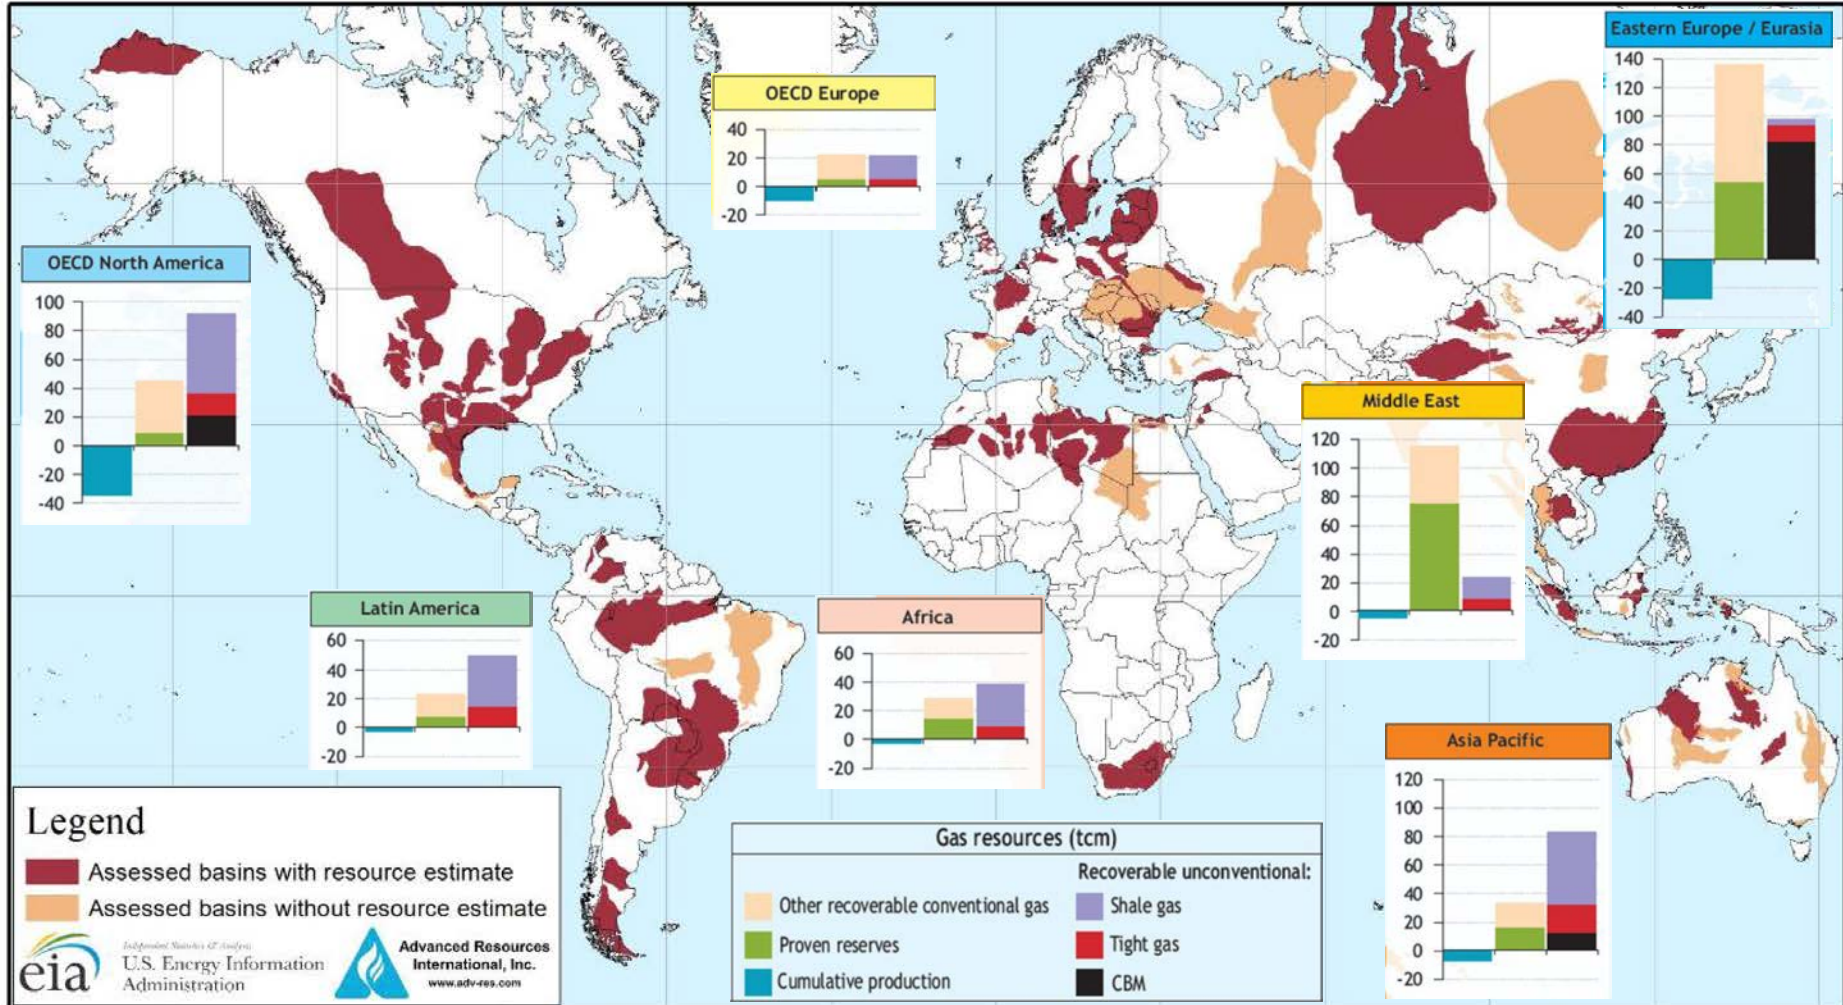 Eastern Europe / Eurasia
140
120
100
80
60
40
20
0
-20
-40
OECD Europe
40
20
0
-20
OECD North America
100
80
60
40
20
0
-20
-40
Middle East
120
100
80
60
40
20
0
-20
Latin America
60
40
20
0
-20
Africa
60
40
20
0
-20
Asia Pacific
120
100
80
60
40
20
0
-20
Legend
Assessed basins with resource estimate
Assessed basins without resource estimate
eia
Independent Statistics & Analysis
U.S. Energy Information
Administration
Advanced Resources
International, Inc.
www.adv-res.com
Gas resources (tcm)
Recoverable unconventional:
Other recoverable conventional gas
Shale gas
Proven reserves
Tight gas
Cumulative production
CBM